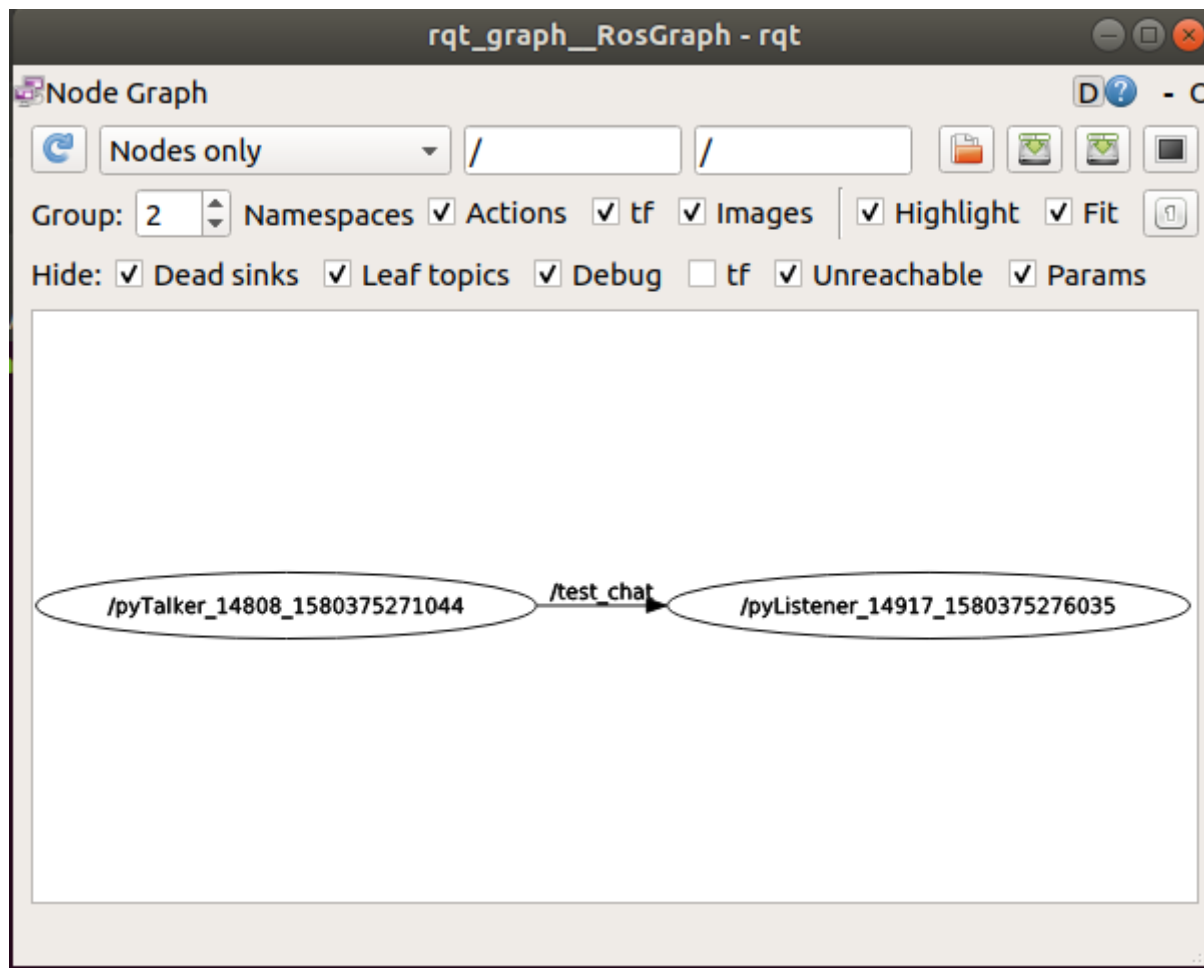 rqt_graph__RosGraph - rqt
Node Graph D ? - C
Nodes only / /
Group: 2 Namespaces Actions tf Images Highlight Fit
Hide: Dead sinks Leaf topics Debug tf Unreachable Params
/test_chat
/pyTalker_14808_1580375271044 /pyListener_14917_1580375276035